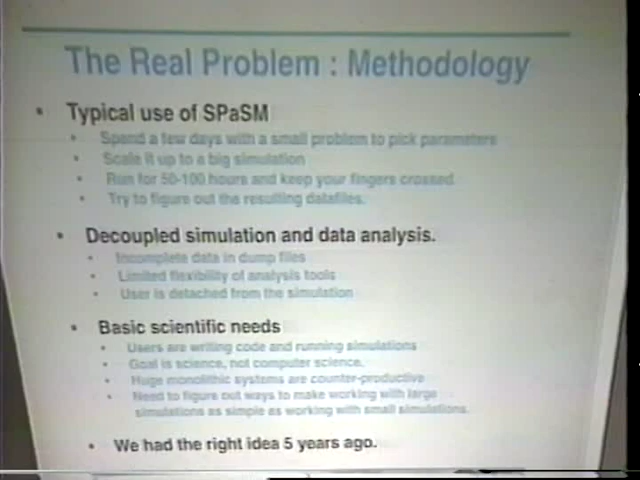 The Real Problem : Methodology
• Typical use of SPaSM
• Spend a few days with a small problem to pick parameters
• Scale it up to a big simulation
• Run for 50-100 hours and keep your fingers crossed
• Try to figure out the resulting datafiles.
• Decoupled simulation and data analysis.
• Incomplete data in dump files
• Limited flexibility of analysis tools
• User is detached from the simulation
• Basic scientific needs
• Users are writing code and running simulations
• Goal is science, not computer science.
• Huge monolithic systems are counter-productive
• Need to figure out ways to make working with large
simulations as simple as working with small simulations.
• We had the right idea 5 years ago.